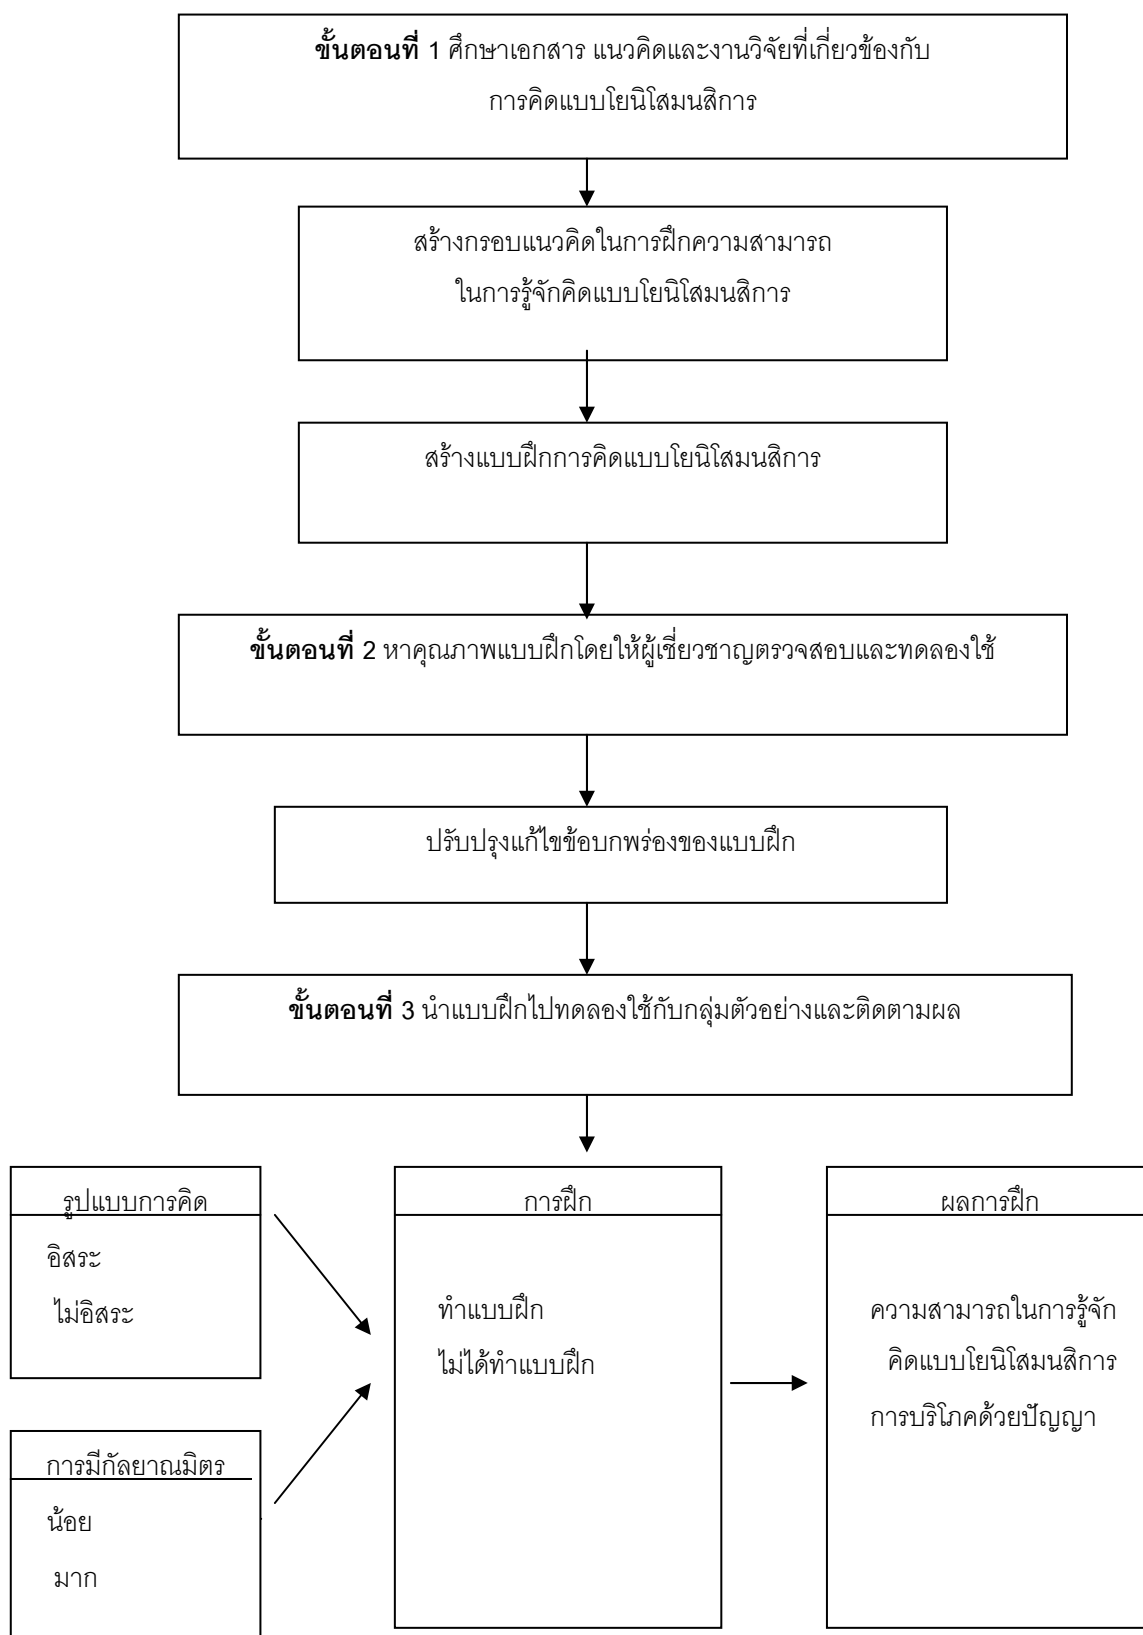 ขั้นตอนที่ 1 ศึกษาเอกสาร แนวคิดและงานวิจัยที่เกี่ยวข้องกับ
การคิดแบบโยนิโสมนสิการ
สร้างกรอบแนวคิดในการฝึกความสามารถ
ในการรู้จักคิดแบบโยนิโสมนสิการ
สร้างแบบฝึกการคิดแบบโยนิโสมนสิการ
ขั้นตอนที่ 2 หาคุณภาพแบบฝึกโดยให้ผู้เชี่ยวชาญตรวจสอบและทดลองใช้
ปรับปรุงแก้ไขข้อบกพร่องของแบบฝึก
ขั้นตอนที่ 3 นำแบบฝึกไปทดลองใช้กับกลุ่มตัวอย่างและติดตามผล
รูปแบบการคิด
อิสระ
ไม่อิสระ
การมีกัลยาณมิตร
น้อย
มาก
การฝึก
ทำแบบฝึก
ไม่ได้ทำแบบฝึก
ผลการฝึก
ความสามารถในการรู้จัก
คิดแบบโยนิโสมนสิการ
การบริโภคด้วยปัญญา